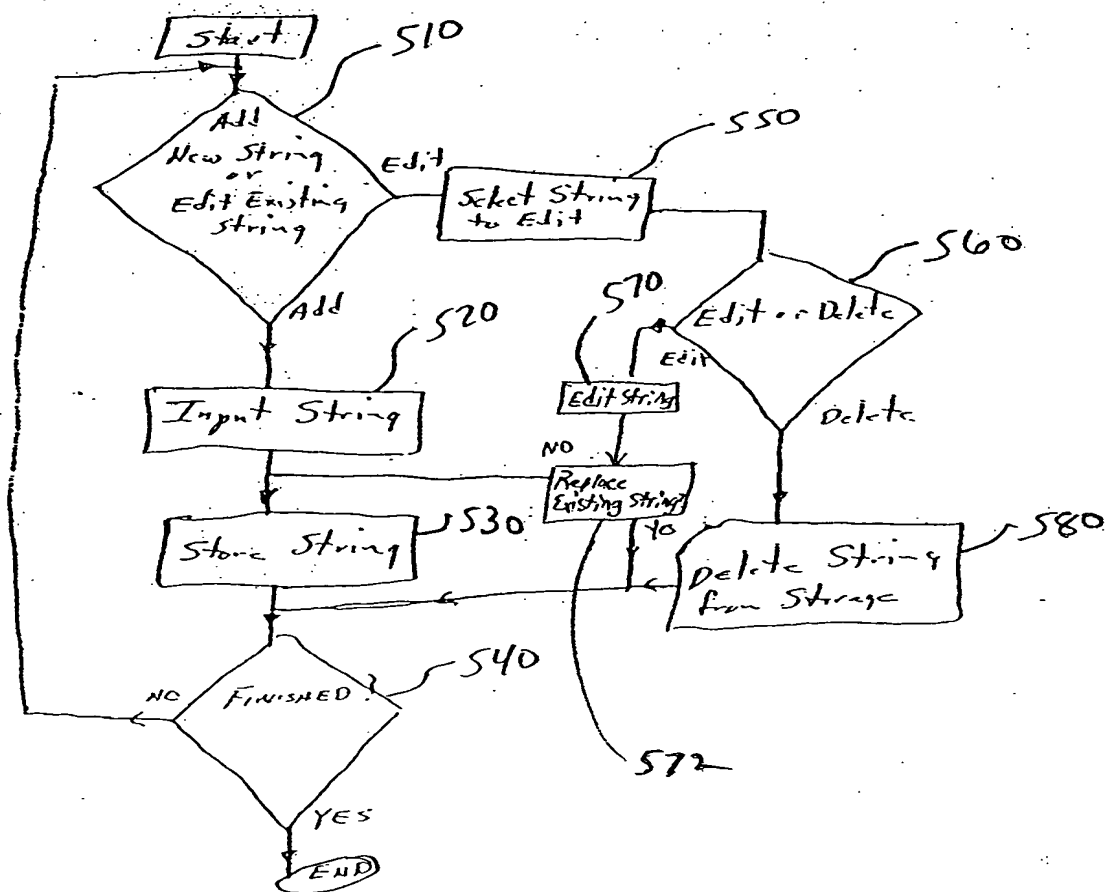 Start
510
Add
New String
or
Edit Existing
String
Edit
550
Select String
to Edit
560
Edit or Delete
Edit
Delete
570
Edit String
Add
520
Input String
NO
Replace
Existing String?
530
Store String
580
Delete String
from Storage
540
FINISHED?
NO
572
YES
END